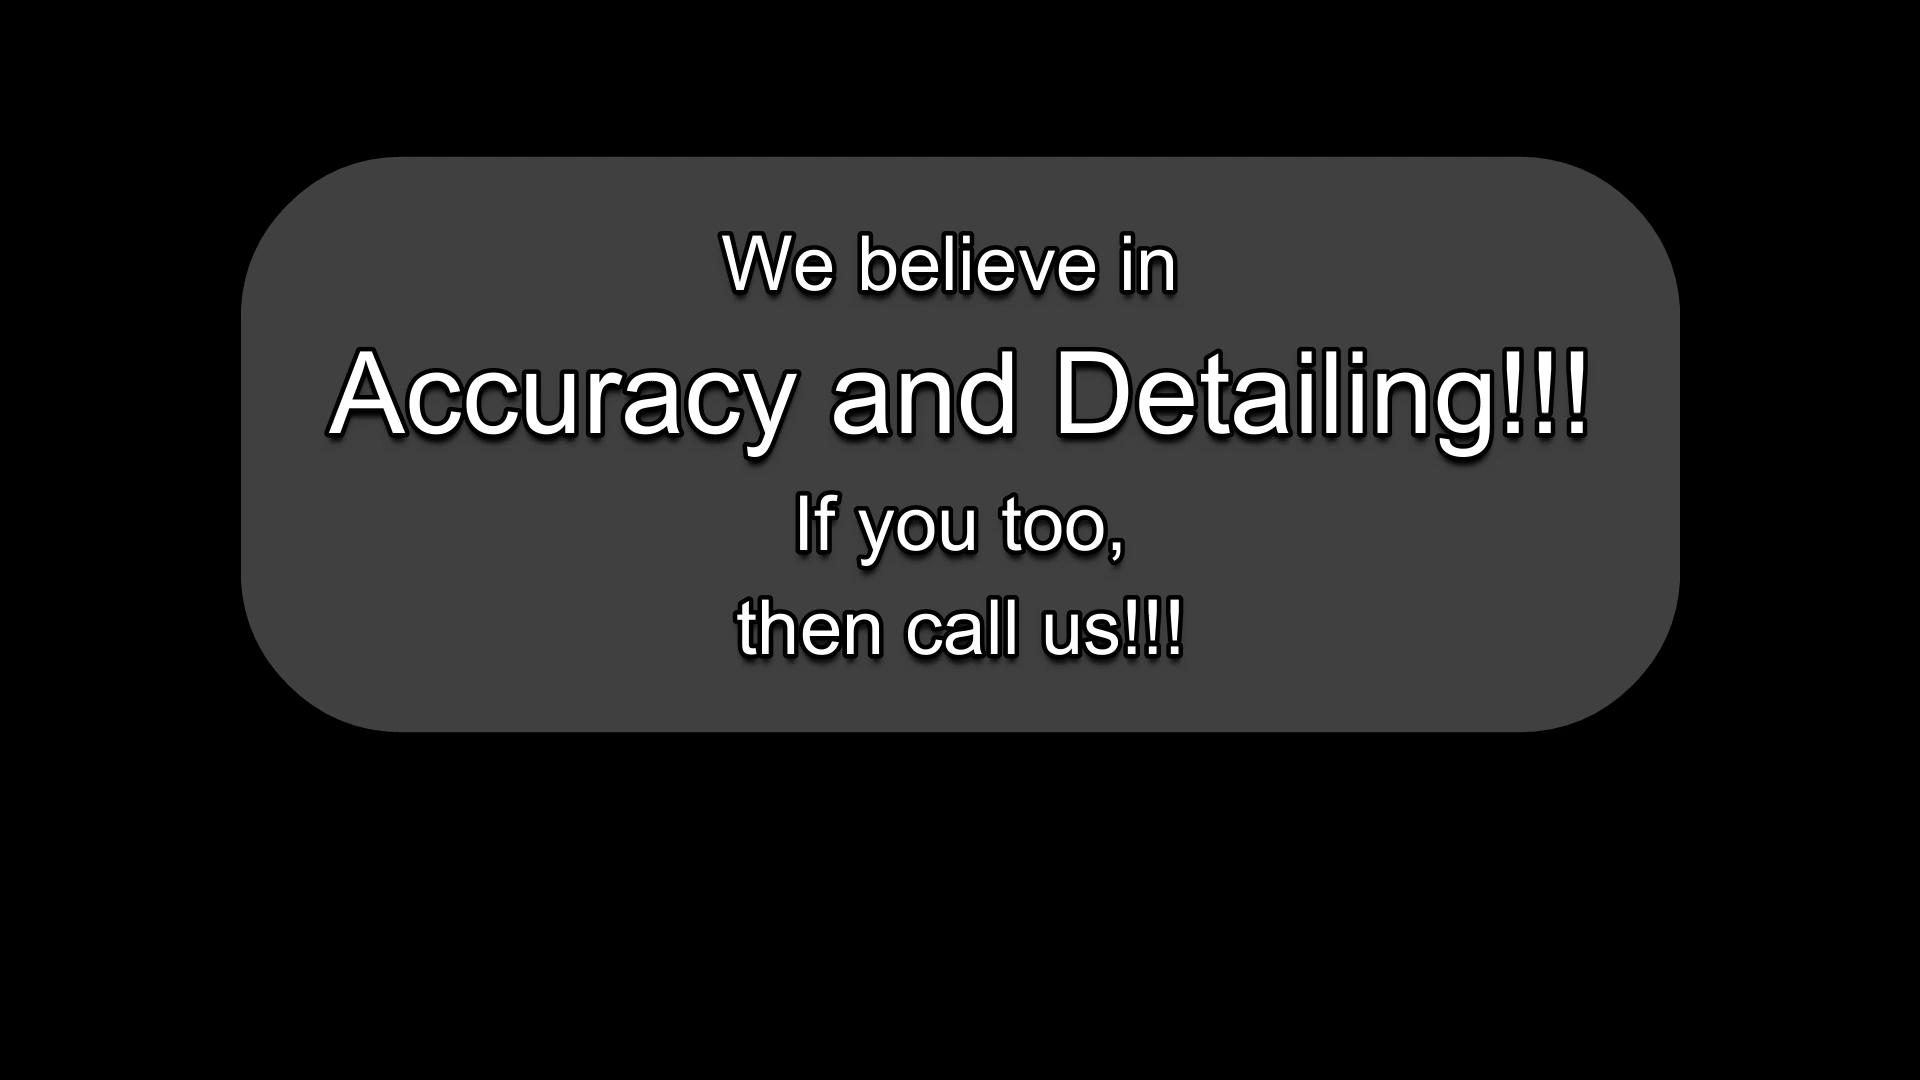 We believe in
Accuracy and Detailing!!!
If you too,
then call us!!!